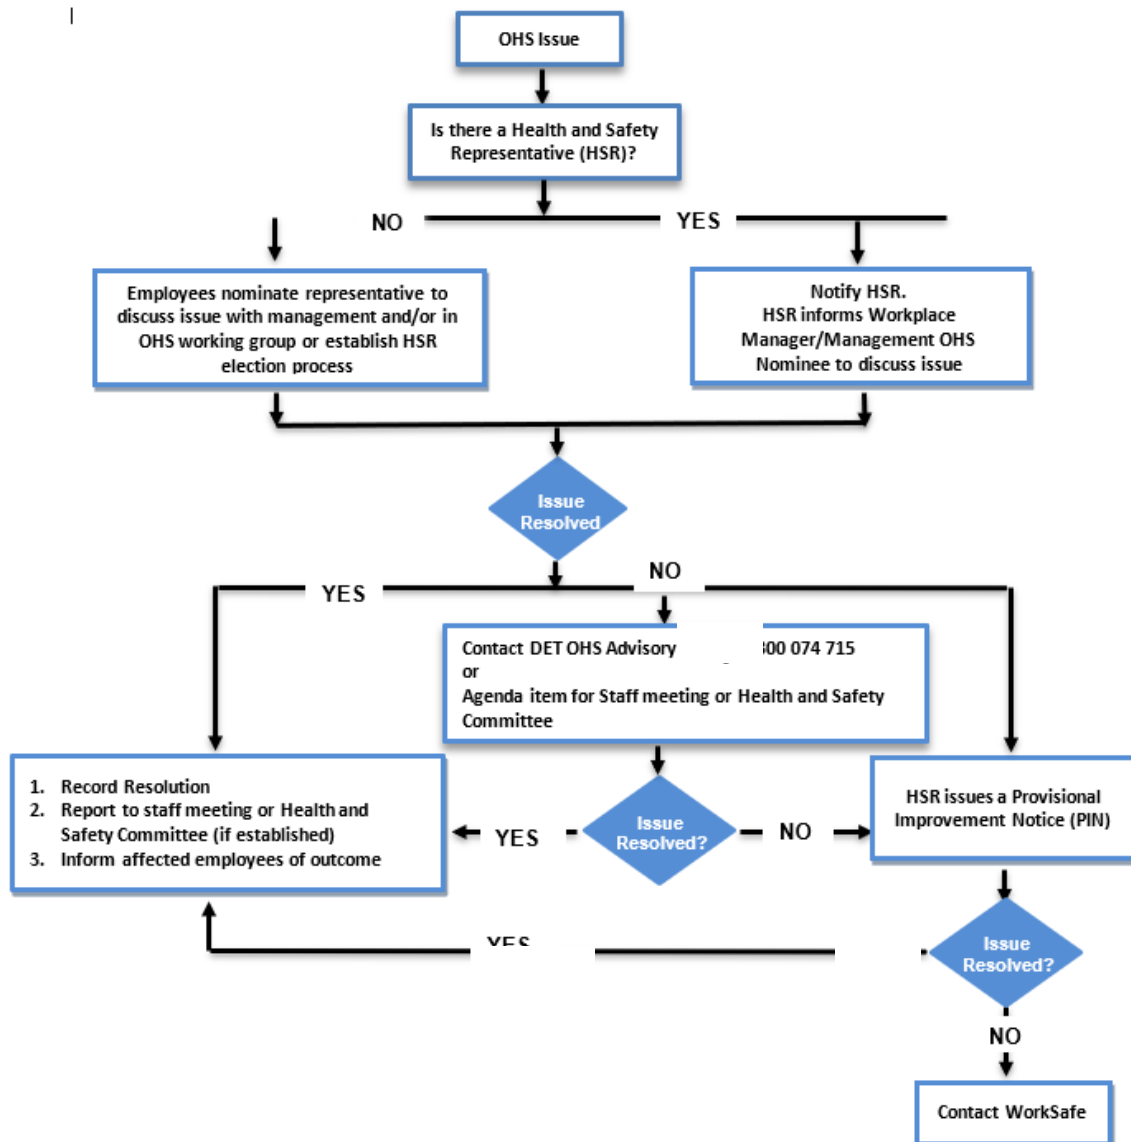 OHS Issue
Is there a Health and Safety
Representative (HSR)?
NO
YES
Employees nominate representative to
discuss issue with management and/or in
OHS working group or establish HSR
election process
Notify HSR.
HSR informs Workplace
Manager/Management OHS
Nominee to discuss issue
Issue
Resolved
YES
NO
Contact DET OHS Advisory 300 074 715
or
Agenda item for Staff meeting or Health and Safety
Committee
1. Record Resolution
2. Report to staff meeting or Health and
Safety Committee (if established)
3. Inform affected employees of outcome
YES
Issue
Resolved?
NO
HSR issues a Provisional
Improvement Notice (PIN)
YES
Issue
Resolved?
NO
Contact WorkSafe